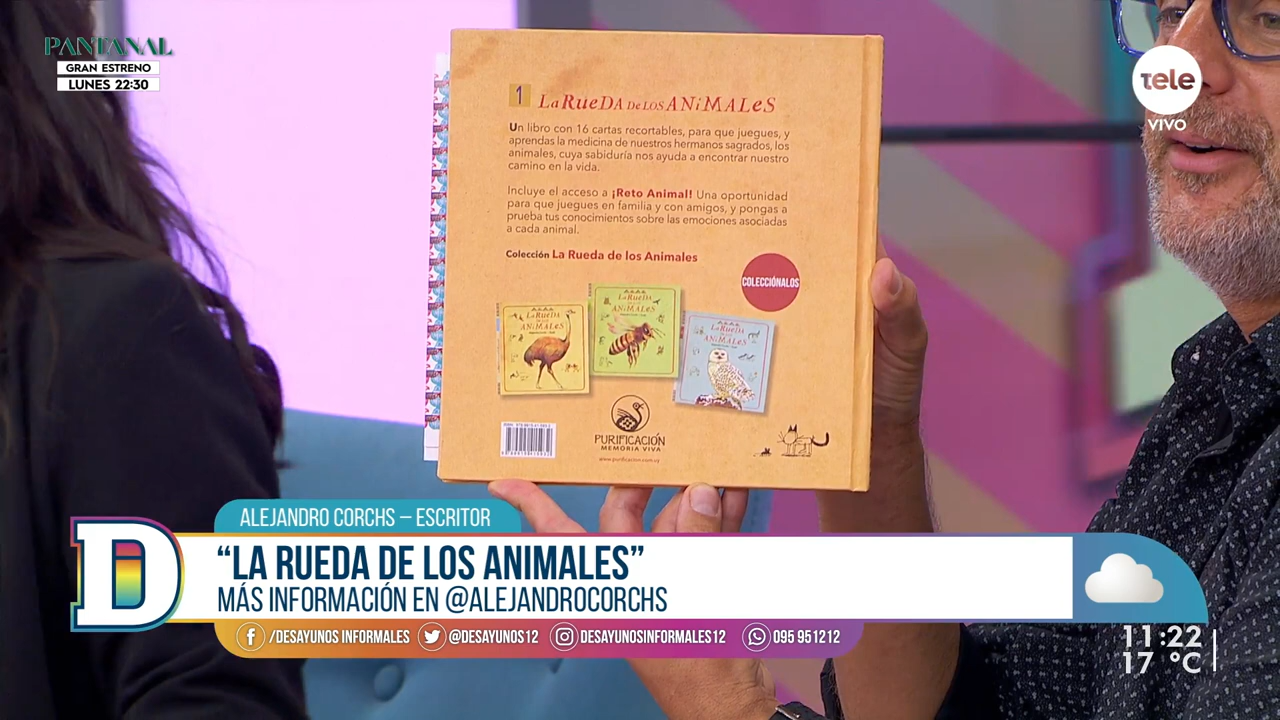 PANTANAL
GRAN ESTRENO
LUNES 22:30
tele
VIVO
1
La RueDA De LOS ANiMALeS
Un libro con 16 cartas recortables, para que juegues, y
aprendas la medicina de nuestros hermanos sagrados, los
animales, cuya sabiduría nos ayuda a encontrar nuestro
camino en la vida.
Incluye el acceso a ¡Reto Animal! Una oportunidad
para que juegues en familia y con amigos, y pongas a
prueba tus conocimientos sobre las emociones asociadas
a cada animal.
Colección La Rueda de los Animales
COLECCIÓNALOS
La RueDA
De LOS
ANiMALeS
La RueDA
De LOS
ANiMALeS
La RueDA
De LOS
ANiMALeS
PURIFICACIÓN
MEMORIA VIVA
www.purificacion.com.uy
ALEJANDRO CORCHS – ESCRITOR
D
“LA RUEDA DE LOS ANIMALES”
MÁS INFORMACIÓN EN @ALEJANDROCORCHS
/DESAYUNOS INFORMALES @DESAYUNOS12 DESAYUNOSINFORMALES12 095 951212
11:22
17 °C